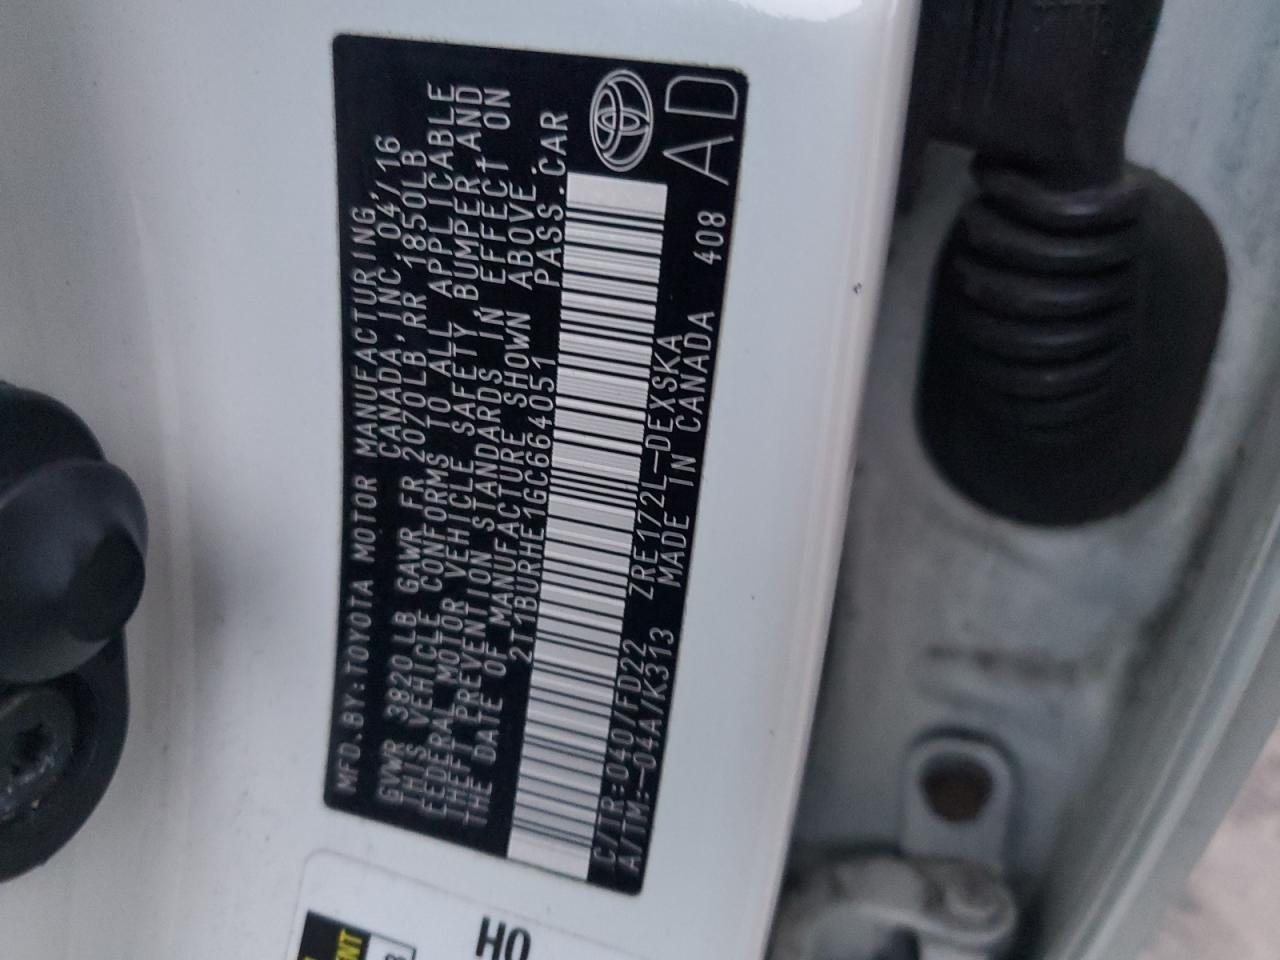 MFD.BY:TOYOTA MOTOR MANUFACTURING,
CANADA,INC. 04/16
GVWR 3820LB GAWR FR 2070LB RR 1850LB
THIS VEHICLE CONFORMS TO ALL APPLICABLE
FEDERAL MOTOR VEHICLE SAFETY,BUMPER,AND
THEFT PREVENTION STANDARDS IN EFFECT ON
THE DATE OF MANUFACTURE SHOWN ABOVE.
2T1BURHE1GC664051 PASS.CAR
C/TR:040/FD22 ZRE172L-DEXSKA 408 AD
A/TM:-04A/K313 MADE IN CANADA
HO